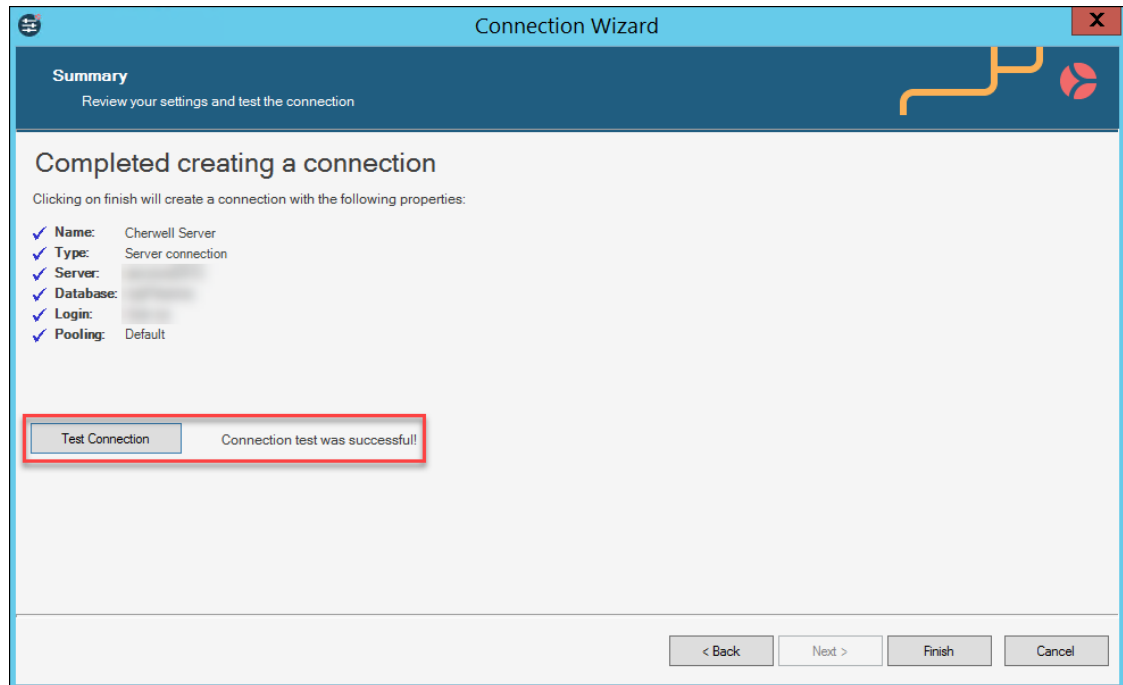 Connection Wizard
X
Summary
Review your settings and test the connection
Completed creating a connection
Clicking on finish will create a connection with the following properties:
Name: Cherwell Server
Type: Server connection
Server:
Database:
Login:
Pooling: Default
Test Connection Connection test was successful!
< Back Next > Finish Cancel